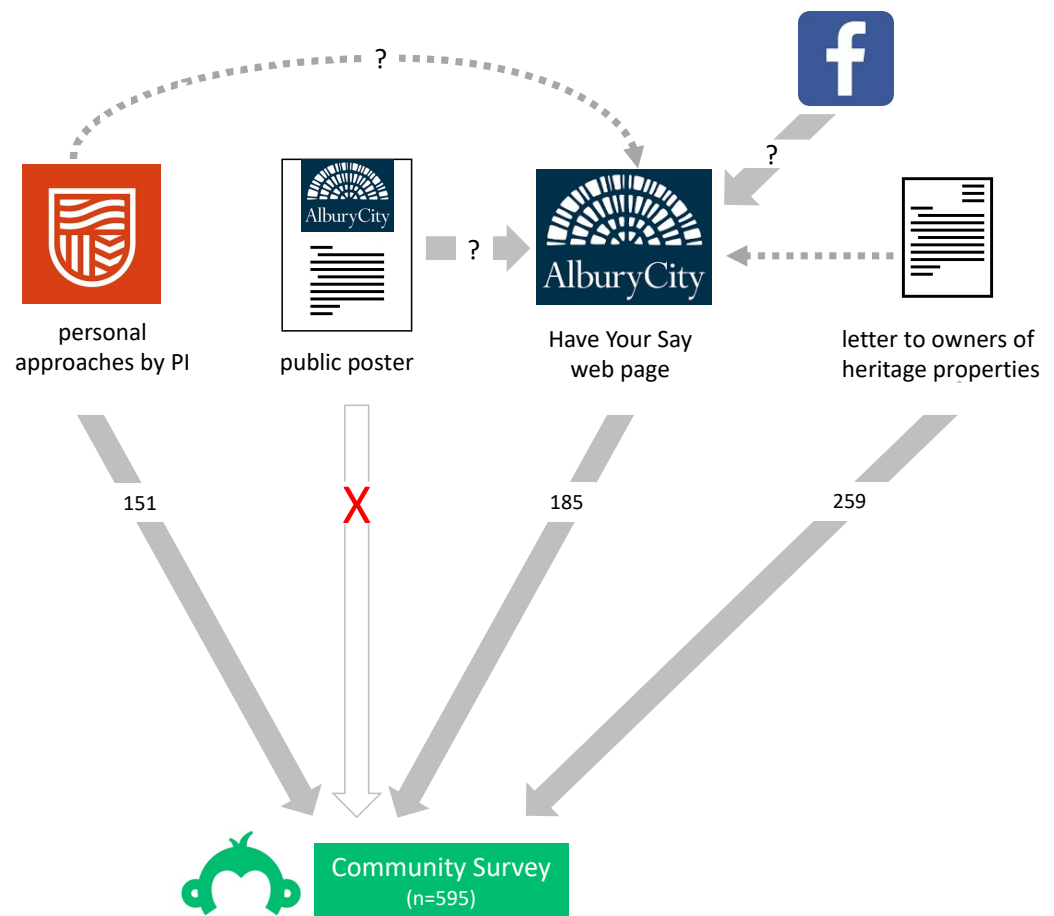 ?
f
?
AlburyCity
?
AlburyCity
personal
approaches by PI
public poster
Have Your Say
web page
letter to owners of
heritage properties
151
X
185
259
Community Survey
(n=595)